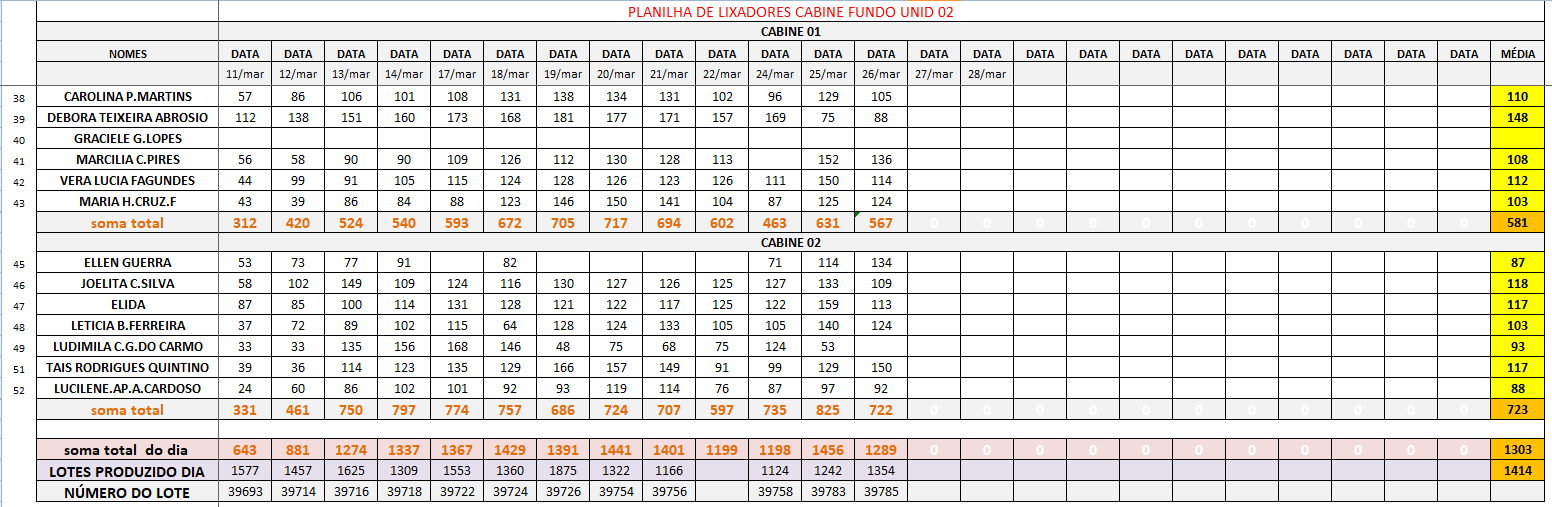 PLANILHA DE LIXADORES CABINE FUNDO UNID 02
CABINE 01
NOMES DATA DATA DATA DATA DATA DATA DATA DATA DATA DATA DATA DATA DATA DATA DATA DATA DATA DATA DATA DATA DATA DATA DATA DATA MÉDIA
11/mar 12/mar 13/mar 14/mar 17/mar 18/mar 19/mar 20/mar 21/mar 22/mar 24/mar 25/mar 26/mar 27/mar 28/mar
38 CAROLINA P.MARTINS 57 86 106 101 108 131 138 134 131 102 96 129 105 110
39 DEBORA TEIXEIRA ABROSIO 112 138 151 160 173 168 181 177 171 157 169 75 88 148
40 GRACIELE G.LOPES
41 MARCILIA C.PIRES 56 58 90 90 109 126 112 130 128 113 152 136 108
42 VERA LUCIA FAGUNDES 44 99 91 105 115 124 128 126 123 126 111 150 114 112
43 MARIA H.CRUZ.F 43 39 86 84 88 123 146 150 141 104 87 125 124 103
soma total 312 420 524 540 593 672 705 717 694 602 463 631 567 0 0 0 0 0 0 0 0 0 0 0 581
CABINE 02
45 ELLEN GUERRA 53 73 77 91 82 71 114 134 87
46 JOELITA C.SILVA 58 102 149 109 124 116 130 127 126 125 127 133 109 118
47 ELIDA 87 85 100 114 131 128 121 122 117 125 122 159 113 117
48 LETICIA B.FERREIRA 37 72 89 102 115 64 128 124 133 105 105 140 124 103
49 LUDIMILA C.G.DO CARMO 33 33 135 156 168 146 48 75 68 75 124 53 93
51 TAIS RODRIGUES QUINTINO 39 36 114 123 135 129 166 157 149 91 99 129 150 117
52 LUCILENE.AP.A.CARDOSO 24 60 86 102 101 92 93 119 114 76 87 97 92 88
soma total 331 461 750 797 774 757 686 724 707 597 735 825 722 0 0 0 0 0 0 0 0 0 0 0 723
soma total do dia 643 881 1274 1337 1367 1429 1391 1441 1401 1199 1198 1456 1289 0 0 0 0 0 0 0 0 0 0 0 1303
LOTES PRODUZIDO DIA 1577 1457 1625 1309 1553 1360 1875 1322 1166 1124 1242 1354 1414
NÚMERO DO LOTE 39693 39714 39716 39718 39722 39724 39726 39754 39756 39758 39783 39785